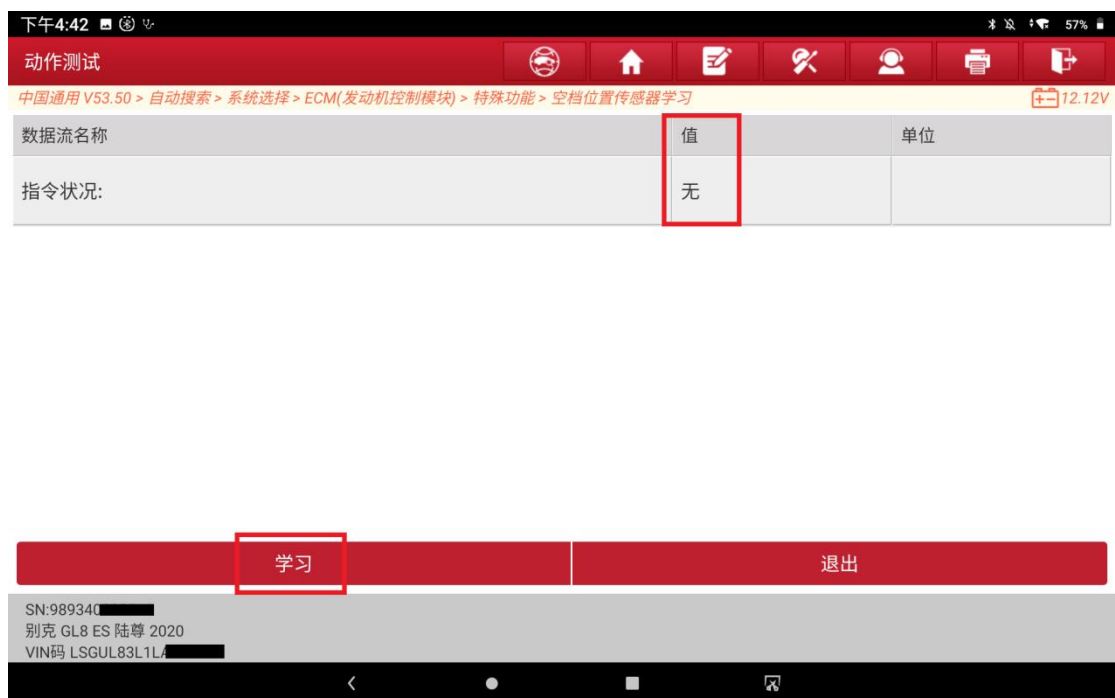 下午4:42 57%
动作测试
中国通用 V53.50 > 自动搜索 > 系统选择 > ECM(发动机控制模块) > 特殊功能 > 空档位置传感器学习 12.12V
数据流名称 值 单位
指令状况: 无
学习 退出
SN:989340
别克 GL8 ES 陆尊 2020
VIN码 LSGUL83L1LA